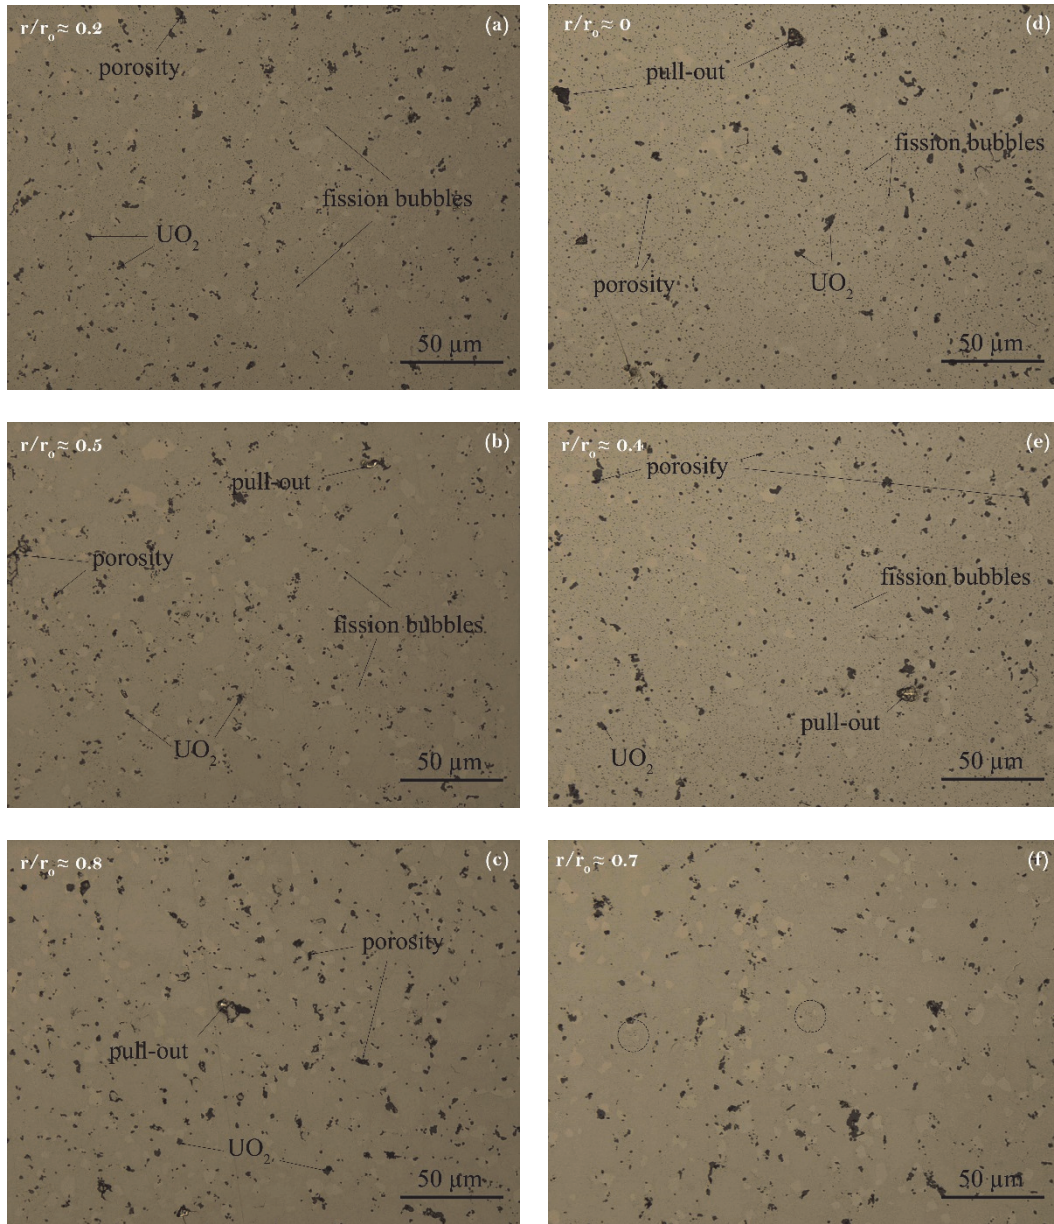 r/r₀ ≈ 0.2 (a)
porosity
fission bubbles
UO₂
50 µm
r/r₀ ≈ 0 (d)
pull-out
fission bubbles
porosity
UO₂
50 µm
r/r₀ ≈ 0.5 (b)
pull-out
porosity
fission bubbles
UO₂
50 µm
r/r₀ ≈ 0.4 (e)
porosity
fission bubbles
pull-out
UO₂
50 µm
r/r₀ ≈ 0.8 (c)
porosity
pull-out
UO₂
50 µm
r/r₀ ≈ 0.7 (f)
50 µm